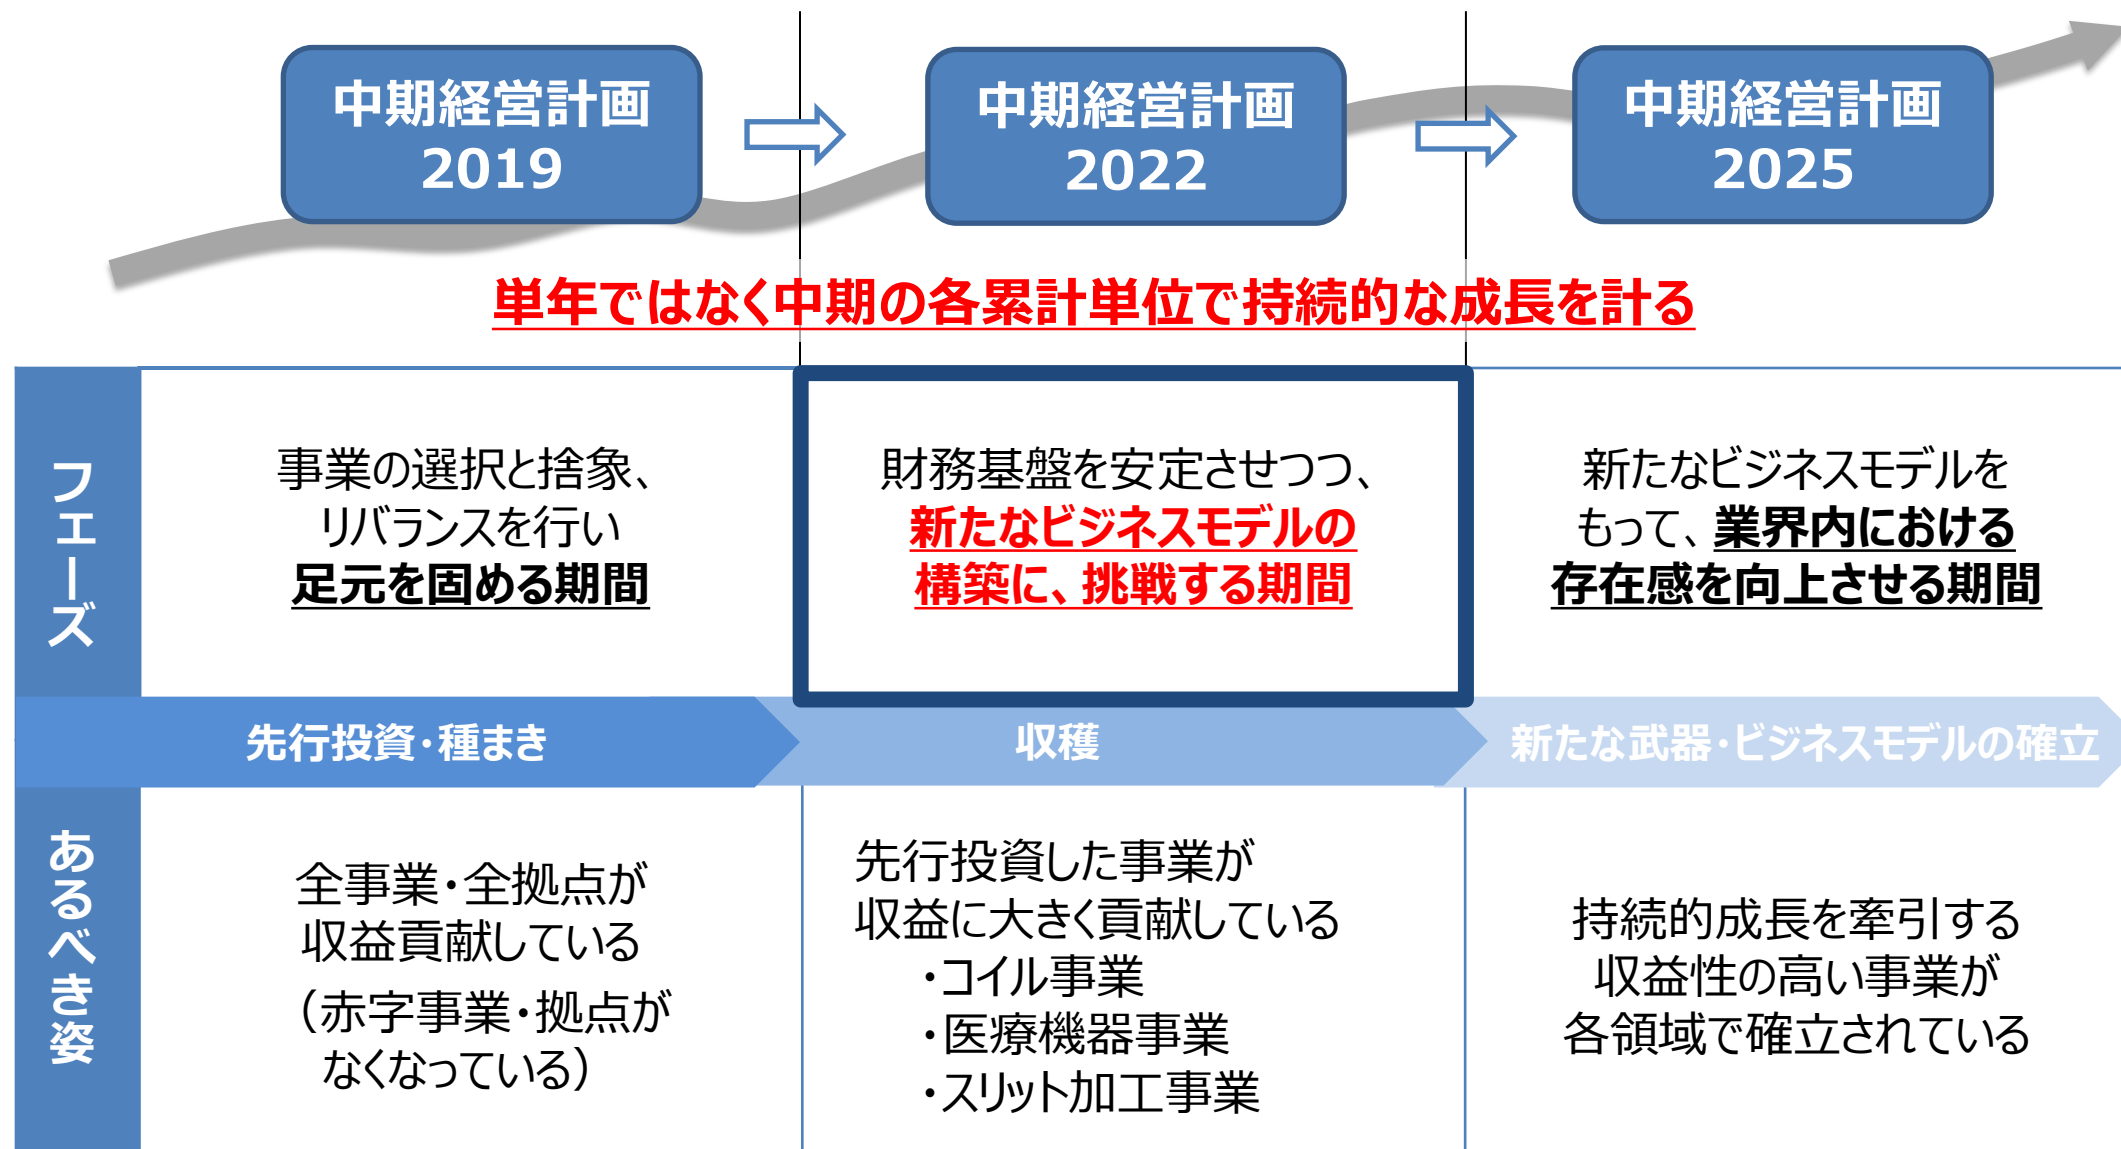 中期経営計画
2019
中期経営計画
2022
中期経営計画
2025
単年ではなく中期の各累計単位で持続的な成長を計る
フェーズ
事業の選択と捨象、
リバランスを行い
足元を固める期間
財務基盤を安定させつつ、
新たなビジネスモデルの
構築に、挑戦する期間
新たなビジネスモデルを
もって、業界内における
存在感を向上させる期間
先行投資・種まき
収穫
新たな武器・ビジネスモデルの確立
あるべき姿
全事業・全拠点が
収益貢献している
（赤字事業・拠点が
なくなっている）
先行投資した事業が
収益に大きく貢献している
・コイル事業
・医療機器事業
・スリット加工事業
持続的成長を牽引する
収益性の高い事業が
各領域で確立されている